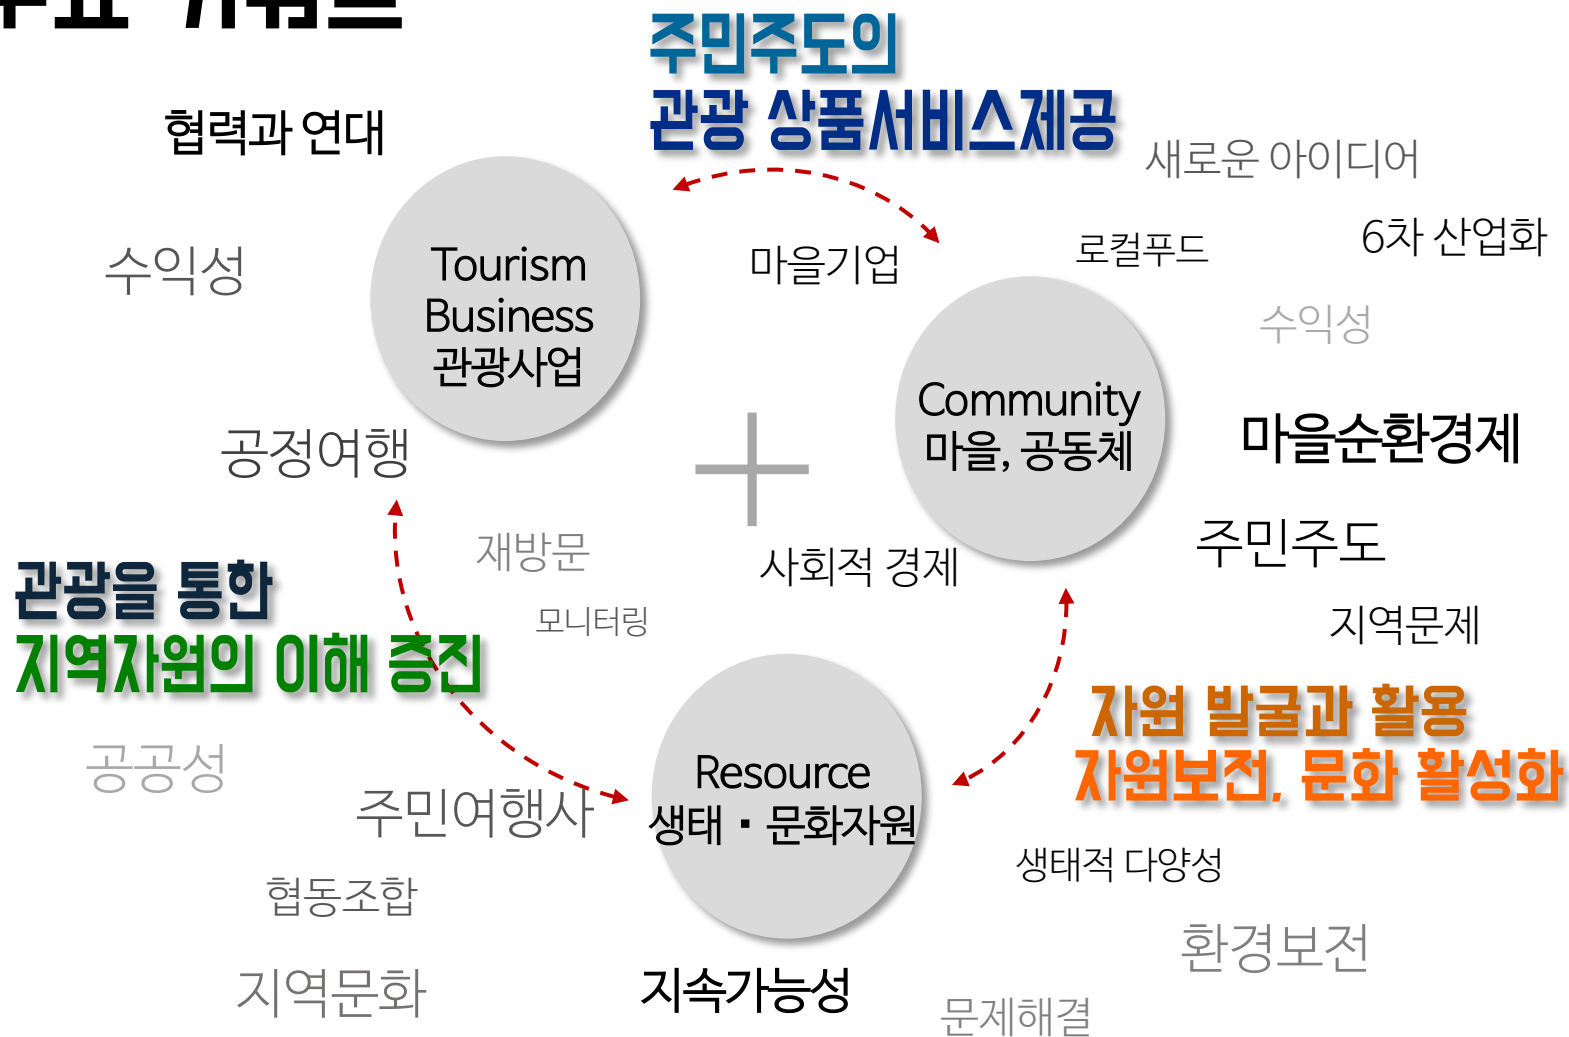 주요 키워드
주민주도의
관광 상품서비스제공
협력과 연대
새로운 아이디어
수익성
Tourism
Business
관광사업
마을기업
로컬푸드
6차 산업화
수익성
Community
마을, 공동체
마을순환경제
공정여행
재방문
사회적 경제
주민주도
모니터링
지역문제
관광을 통한
지역자원의 이해 증진
자원 발굴과 활용
자원보전, 문화 활성화
공공성
주민여행사
Resource
생태 · 문화자원
생태적 다양성
협동조합
환경보전
지역문화
지속가능성
문제해결